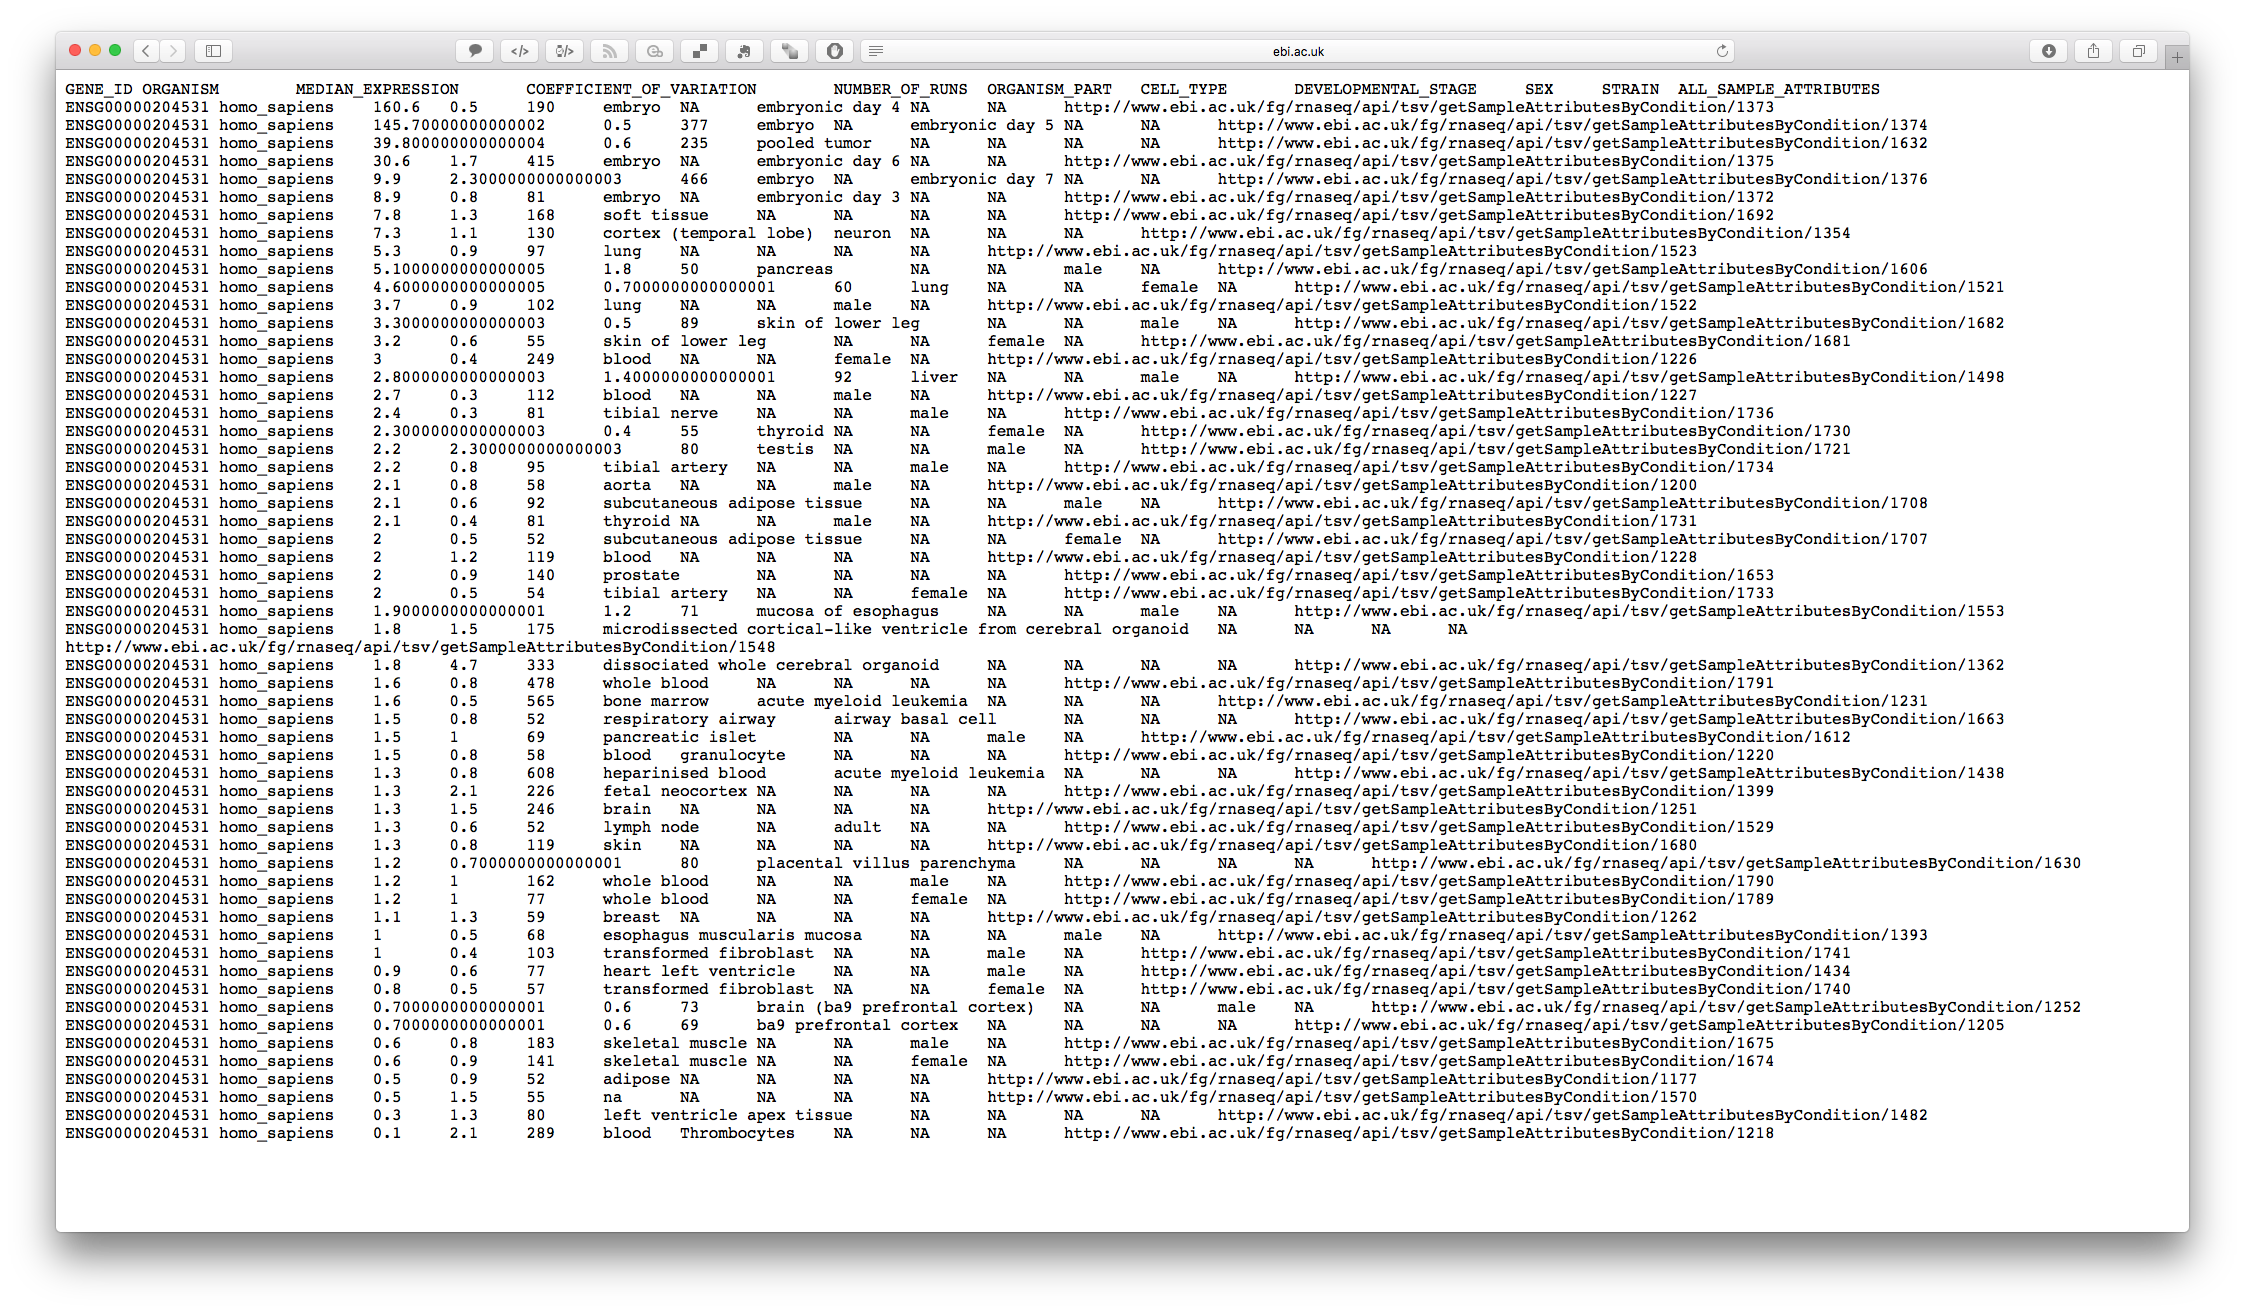 ebi.ac.uk
GENE_ID ORGANISM MEDIAN_EXPRESSION COEFFICIENT_OF_VARIATION NUMBER_OF_RUNS ORGANISM_PART CELL_TYPE DEVELOPMENTAL_STAGE SEX STRAIN ALL_SAMPLE_ATTRIBUTES
ENSG00000204531 homo_sapiens 160.6 0.5 190 embryo NA embryonic day 4 NA NA http://www.ebi.ac.uk/fg/rnaseq/api/tsv/getSampleAttributesByCondition/1373
ENSG00000204531 homo_sapiens 145.70000000000002 0.5 377 embryo NA embryonic day 5 NA NA http://www.ebi.ac.uk/fg/rnaseq/api/tsv/getSampleAttributesByCondition/1374
ENSG00000204531 homo_sapiens 39.800000000000004 0.6 235 pooled tumor NA NA NA NA http://www.ebi.ac.uk/fg/rnaseq/api/tsv/getSampleAttributesByCondition/1632
ENSG00000204531 homo_sapiens 30.6 1.7 415 embryo NA embryonic day 6 NA NA http://www.ebi.ac.uk/fg/rnaseq/api/tsv/getSampleAttributesByCondition/1375
ENSG00000204531 homo_sapiens 9.9 2.3000000000000003 466 embryo NA embryonic day 7 NA NA http://www.ebi.ac.uk/fg/rnaseq/api/tsv/getSampleAttributesByCondition/1376
ENSG00000204531 homo_sapiens 8.9 0.8 81 embryo NA embryonic day 3 NA NA http://www.ebi.ac.uk/fg/rnaseq/api/tsv/getSampleAttributesByCondition/1372
ENSG00000204531 homo_sapiens 7.8 1.3 168 soft tissue NA NA NA NA http://www.ebi.ac.uk/fg/rnaseq/api/tsv/getSampleAttributesByCondition/1692
ENSG00000204531 homo_sapiens 7.3 1.1 130 cortex (temporal lobe) neuron NA NA NA http://www.ebi.ac.uk/fg/rnaseq/api/tsv/getSampleAttributesByCondition/1354
ENSG00000204531 homo_sapiens 5.3 0.9 97 lung NA NA NA NA http://www.ebi.ac.uk/fg/rnaseq/api/tsv/getSampleAttributesByCondition/1523
ENSG00000204531 homo_sapiens 5.1000000000000005 1.8 50 pancreas NA NA male NA http://www.ebi.ac.uk/fg/rnaseq/api/tsv/getSampleAttributesByCondition/1606
ENSG00000204531 homo_sapiens 4.6000000000000005 0.7000000000000001 60 lung NA NA female NA http://www.ebi.ac.uk/fg/rnaseq/api/tsv/getSampleAttributesByCondition/1521
ENSG00000204531 homo_sapiens 3.7 0.9 102 lung NA NA male NA http://www.ebi.ac.uk/fg/rnaseq/api/tsv/getSampleAttributesByCondition/1522
ENSG00000204531 homo_sapiens 3.3000000000000003 0.5 89 skin of lower leg NA NA male NA http://www.ebi.ac.uk/fg/rnaseq/api/tsv/getSampleAttributesByCondition/1682
ENSG00000204531 homo_sapiens 3.2 0.6 55 skin of lower leg NA NA female NA http://www.ebi.ac.uk/fg/rnaseq/api/tsv/getSampleAttributesByCondition/1681
ENSG00000204531 homo_sapiens 3 0.4 249 blood NA NA female NA http://www.ebi.ac.uk/fg/rnaseq/api/tsv/getSampleAttributesByCondition/1226
ENSG00000204531 homo_sapiens 2.8000000000000003 1.4000000000000001 92 liver NA NA male NA http://www.ebi.ac.uk/fg/rnaseq/api/tsv/getSampleAttributesByCondition/1498
ENSG00000204531 homo_sapiens 2.7 0.3 112 blood NA NA male NA http://www.ebi.ac.uk/fg/rnaseq/api/tsv/getSampleAttributesByCondition/1227
ENSG00000204531 homo_sapiens 2.4 0.3 81 tibial nerve NA NA male NA http://www.ebi.ac.uk/fg/rnaseq/api/tsv/getSampleAttributesByCondition/1736
ENSG00000204531 homo_sapiens 2.3000000000000003 0.4 55 thyroid NA NA female NA http://www.ebi.ac.uk/fg/rnaseq/api/tsv/getSampleAttributesByCondition/1730
ENSG00000204531 homo_sapiens 2.2 2.3000000000000003 80 testis NA NA male NA http://www.ebi.ac.uk/fg/rnaseq/api/tsv/getSampleAttributesByCondition/1721
ENSG00000204531 homo_sapiens 2.2 0.8 95 tibial artery NA NA male NA http://www.ebi.ac.uk/fg/rnaseq/api/tsv/getSampleAttributesByCondition/1734
ENSG00000204531 homo_sapiens 2.1 0.8 58 aorta NA NA male NA http://www.ebi.ac.uk/fg/rnaseq/api/tsv/getSampleAttributesByCondition/1200
ENSG00000204531 homo_sapiens 2.1 0.6 92 subcutaneous adipose tissue NA NA male NA http://www.ebi.ac.uk/fg/rnaseq/api/tsv/getSampleAttributesByCondition/1708
ENSG00000204531 homo_sapiens 2.1 0.4 81 thyroid NA NA male NA http://www.ebi.ac.uk/fg/rnaseq/api/tsv/getSampleAttributesByCondition/1731
ENSG00000204531 homo_sapiens 2 0.5 52 subcutaneous adipose tissue NA NA female NA http://www.ebi.ac.uk/fg/rnaseq/api/tsv/getSampleAttributesByCondition/1707
ENSG00000204531 homo_sapiens 2 1.2 119 blood NA NA NA NA http://www.ebi.ac.uk/fg/rnaseq/api/tsv/getSampleAttributesByCondition/1228
ENSG00000204531 homo_sapiens 2 0.9 140 prostate NA NA NA NA http://www.ebi.ac.uk/fg/rnaseq/api/tsv/getSampleAttributesByCondition/1653
ENSG00000204531 homo_sapiens 2 0.5 54 tibial artery NA NA female NA http://www.ebi.ac.uk/fg/rnaseq/api/tsv/getSampleAttributesByCondition/1733
ENSG00000204531 homo_sapiens 1.9000000000000001 1.2 71 mucosa of esophagus NA NA male NA http://www.ebi.ac.uk/fg/rnaseq/api/tsv/getSampleAttributesByCondition/1553
ENSG00000204531 homo_sapiens 1.8 1.5 175 microdissected cortical-like ventricle from cerebral organoid NA NA NA NA
http://www.ebi.ac.uk/fg/rnaseq/api/tsv/getSampleAttributesByCondition/1548
ENSG00000204531 homo_sapiens 1.8 4.7 333 dissociated whole cerebral organoid NA NA NA NA http://www.ebi.ac.uk/fg/rnaseq/api/tsv/getSampleAttributesByCondition/1362
ENSG00000204531 homo_sapiens 1.6 0.8 478 whole blood NA NA NA NA http://www.ebi.ac.uk/fg/rnaseq/api/tsv/getSampleAttributesByCondition/1791
ENSG00000204531 homo_sapiens 1.6 0.5 565 bone marrow acute myeloid leukemia NA NA NA http://www.ebi.ac.uk/fg/rnaseq/api/tsv/getSampleAttributesByCondition/1231
ENSG00000204531 homo_sapiens 1.5 0.8 52 respiratory airway airway basal cell NA NA NA http://www.ebi.ac.uk/fg/rnaseq/api/tsv/getSampleAttributesByCondition/1663
ENSG00000204531 homo_sapiens 1.5 1 69 pancreatic islet NA NA male NA http://www.ebi.ac.uk/fg/rnaseq/api/tsv/getSampleAttributesByCondition/1612
ENSG00000204531 homo_sapiens 1.5 0.8 58 blood granulocyte NA NA NA http://www.ebi.ac.uk/fg/rnaseq/api/tsv/getSampleAttributesByCondition/1220
ENSG00000204531 homo_sapiens 1.3 0.8 608 heparinised blood acute myeloid leukemia NA NA NA http://www.ebi.ac.uk/fg/rnaseq/api/tsv/getSampleAttributesByCondition/1438
ENSG00000204531 homo_sapiens 1.3 2.1 226 fetal neocortex NA NA NA NA http://www.ebi.ac.uk/fg/rnaseq/api/tsv/getSampleAttributesByCondition/1399
ENSG00000204531 homo_sapiens 1.3 1.5 246 brain NA NA NA NA http://www.ebi.ac.uk/fg/rnaseq/api/tsv/getSampleAttributesByCondition/1251
ENSG00000204531 homo_sapiens 1.3 0.6 52 lymph node NA adult NA NA http://www.ebi.ac.uk/fg/rnaseq/api/tsv/getSampleAttributesByCondition/1529
ENSG00000204531 homo_sapiens 1.3 0.8 119 skin NA NA NA NA http://www.ebi.ac.uk/fg/rnaseq/api/tsv/getSampleAttributesByCondition/1680
ENSG00000204531 homo_sapiens 1.2 0.7000000000000001 80 placental villus parenchyma NA NA NA NA http://www.ebi.ac.uk/fg/rnaseq/api/tsv/getSampleAttributesByCondition/1630
ENSG00000204531 homo_sapiens 1.2 1 162 whole blood NA NA male NA http://www.ebi.ac.uk/fg/rnaseq/api/tsv/getSampleAttributesByCondition/1790
ENSG00000204531 homo_sapiens 1.2 1 77 whole blood NA NA female NA http://www.ebi.ac.uk/fg/rnaseq/api/tsv/getSampleAttributesByCondition/1789
ENSG00000204531 homo_sapiens 1.1 1.3 59 breast NA NA NA NA http://www.ebi.ac.uk/fg/rnaseq/api/tsv/getSampleAttributesByCondition/1262
ENSG00000204531 homo_sapiens 1 0.5 68 esophagus muscularis mucosa NA NA male NA http://www.ebi.ac.uk/fg/rnaseq/api/tsv/getSampleAttributesByCondition/1393
ENSG00000204531 homo_sapiens 1 0.4 103 transformed fibroblast NA NA male NA http://www.ebi.ac.uk/fg/rnaseq/api/tsv/getSampleAttributesByCondition/1741
ENSG00000204531 homo_sapiens 0.9 0.6 77 heart left ventricle NA NA male NA http://www.ebi.ac.uk/fg/rnaseq/api/tsv/getSampleAttributesByCondition/1434
ENSG00000204531 homo_sapiens 0.8 0.5 57 transformed fibroblast NA NA female NA http://www.ebi.ac.uk/fg/rnaseq/api/tsv/getSampleAttributesByCondition/1740
ENSG00000204531 homo_sapiens 0.7000000000000001 0.6 73 brain (ba9 prefrontal cortex) NA NA male NA http://www.ebi.ac.uk/fg/rnaseq/api/tsv/getSampleAttributesByCondition/1252
ENSG00000204531 homo_sapiens 0.7000000000000001 0.6 69 ba9 prefrontal cortex NA NA NA NA http://www.ebi.ac.uk/fg/rnaseq/api/tsv/getSampleAttributesByCondition/1205
ENSG00000204531 homo_sapiens 0.6 0.8 183 skeletal muscle NA NA male NA http://www.ebi.ac.uk/fg/rnaseq/api/tsv/getSampleAttributesByCondition/1675
ENSG00000204531 homo_sapiens 0.6 0.9 141 skeletal muscle NA NA female NA http://www.ebi.ac.uk/fg/rnaseq/api/tsv/getSampleAttributesByCondition/1674
ENSG00000204531 homo_sapiens 0.5 0.9 52 adipose NA NA NA NA http://www.ebi.ac.uk/fg/rnaseq/api/tsv/getSampleAttributesByCondition/1177
ENSG00000204531 homo_sapiens 0.5 1.5 55 na NA NA NA NA http://www.ebi.ac.uk/fg/rnaseq/api/tsv/getSampleAttributesByCondition/1570
ENSG00000204531 homo_sapiens 0.3 1.3 80 left ventricle apex tissue NA NA NA NA http://www.ebi.ac.uk/fg/rnaseq/api/tsv/getSampleAttributesByCondition/1482
ENSG00000204531 homo_sapiens 0.1 2.1 289 blood Thrombocytes NA NA NA http://www.ebi.ac.uk/fg/rnaseq/api/tsv/getSampleAttributesByCondition/1218